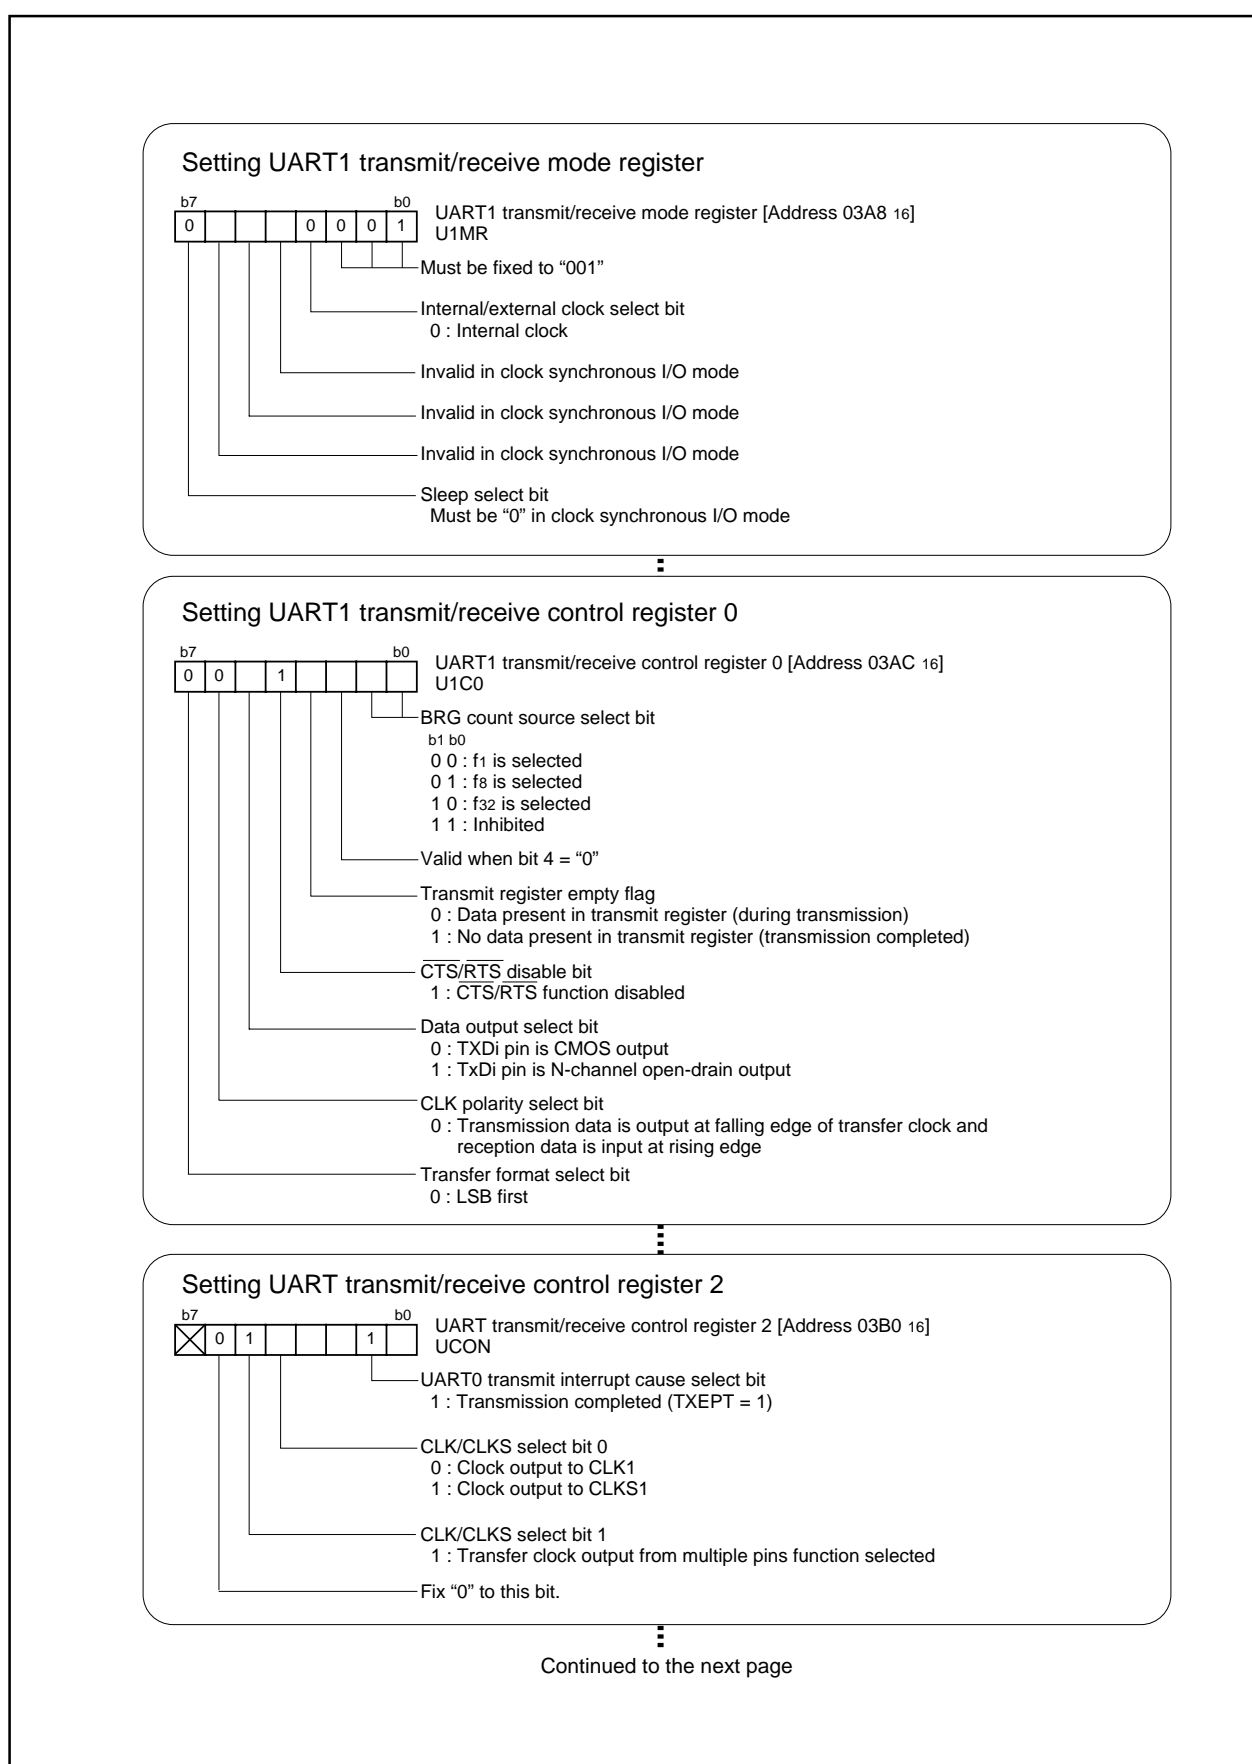 Setting UART1 transmit/receive mode register
b7 b0
0 0 0 0 1
UART1 transmit/receive mode register [Address 03A8 16]
U1MR
Must be fixed to “001”
Internal/external clock select bit
0 : Internal clock
Invalid in clock synchronous I/O mode
Invalid in clock synchronous I/O mode
Invalid in clock synchronous I/O mode
Sleep select bit
Must be “0” in clock synchronous I/O mode
Setting UART1 transmit/receive control register 0
b7 b0
0 0 1
UART1 transmit/receive control register 0 [Address 03AC 16]
U1C0
BRG count source select bit
b1 b0
0 0 : f1 is selected
0 1 : f8 is selected
1 0 : f32 is selected
1 1 : Inhibited
Valid when bit 4 = “0”
Transmit register empty flag
0 : Data present in transmit register (during transmission)
1 : No data present in transmit register (transmission completed)
CTS/RTS disable bit
1 : CTS/RTS function disabled
Data output select bit
0 : TXDi pin is CMOS output
1 : TxDi pin is N-channel open-drain output
CLK polarity select bit
0 : Transmission data is output at falling edge of transfer clock and
reception data is input at rising edge
Transfer format select bit
0 : LSB first
Setting UART transmit/receive control register 2
b7 b0
0 1 1
UART transmit/receive control register 2 [Address 03B0 16]
UCON
UART0 transmit interrupt cause select bit
1 : Transmission completed (TXEPT = 1)
CLK/CLKS select bit 0
0 : Clock output to CLK1
1 : Clock output to CLKS1
CLK/CLKS select bit 1
1 : Transfer clock output from multiple pins function selected
Fix “0” to this bit.
Continued to the next page